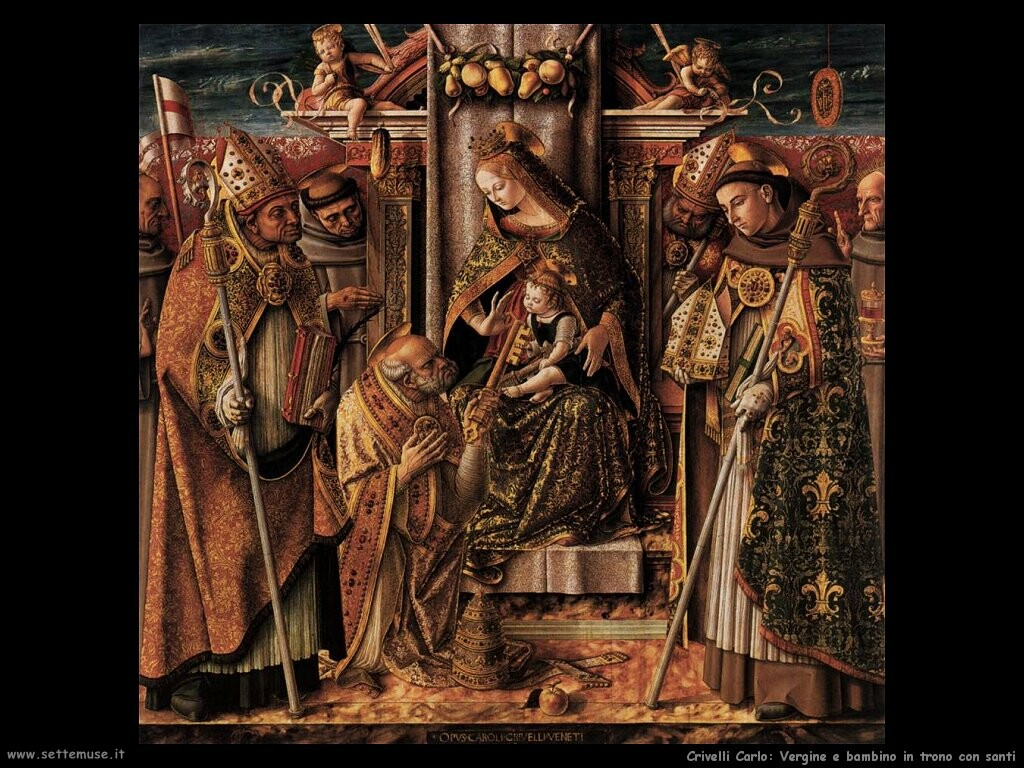 OPVS·CAROLI·CRIVELLI·VENETI
www.settemuse.it
Crivelli Carlo: Vergine e bambino in trono con santi